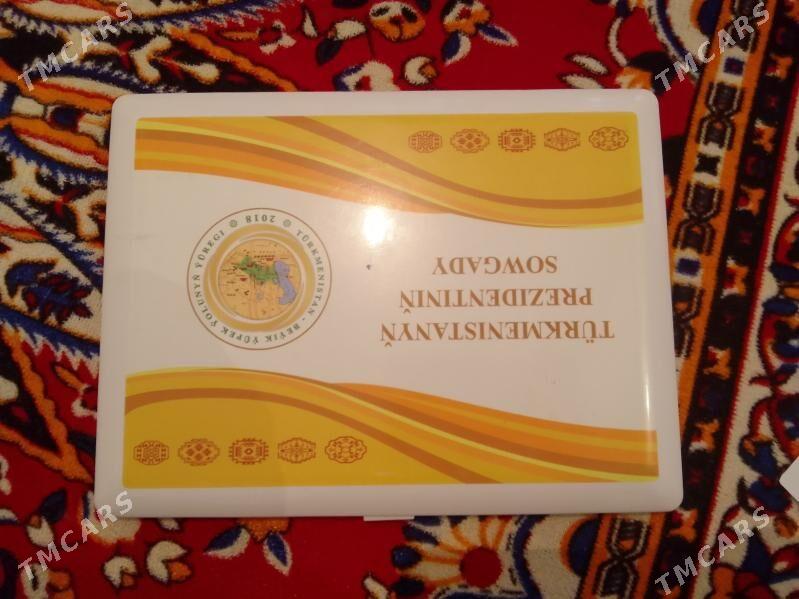 TÜRKMENISTANYŇ
PREZIDENTINIŇ
SOWGADY
TÜRKMENISTAN - BEÝIK ÝÜPEK ÝOLUNYŇ ÝÜREGI
2018
TMCARS
TMCARS
TMCARS
TMCARS